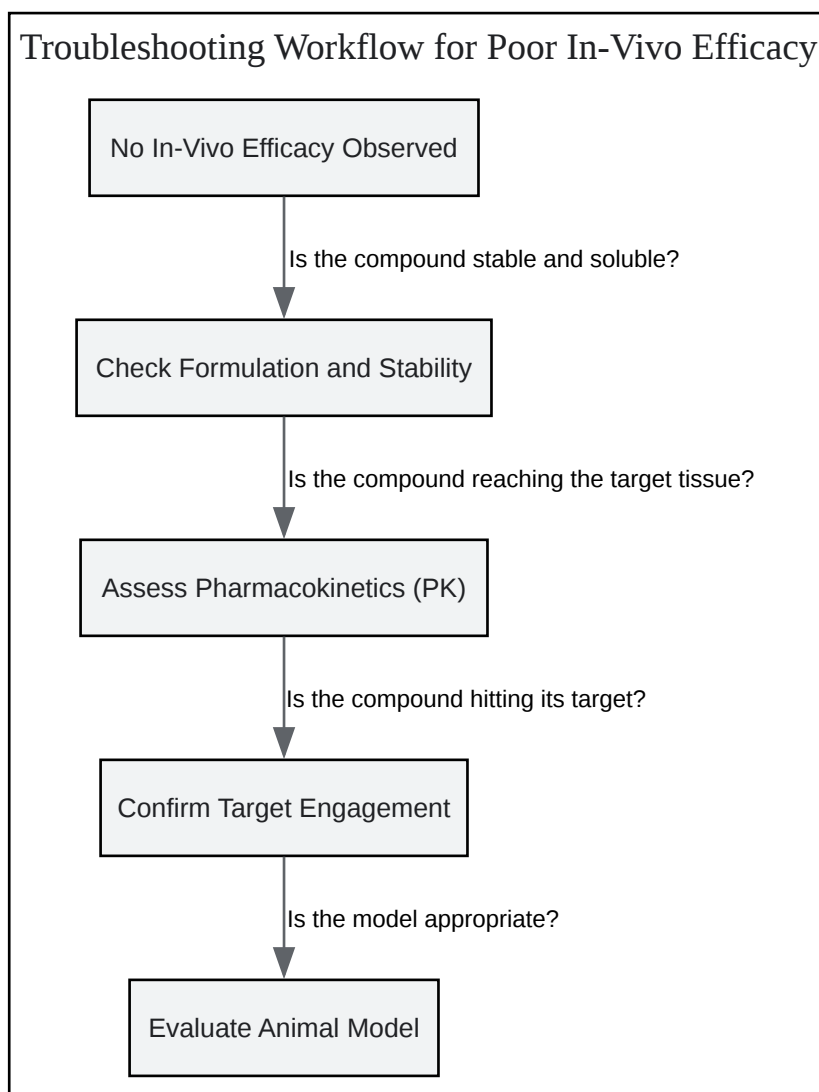 Troubleshooting Workflow for Poor In-Vivo Efficacy
No In-Vivo Efficacy Observed
Is the compound stable and soluble?
Check Formulation and Stability
Is the compound reaching the target tissue?
Assess Pharmacokinetics (PK)
Is the compound hitting its target?
Confirm Target Engagement
Is the model appropriate?
Evaluate Animal Model